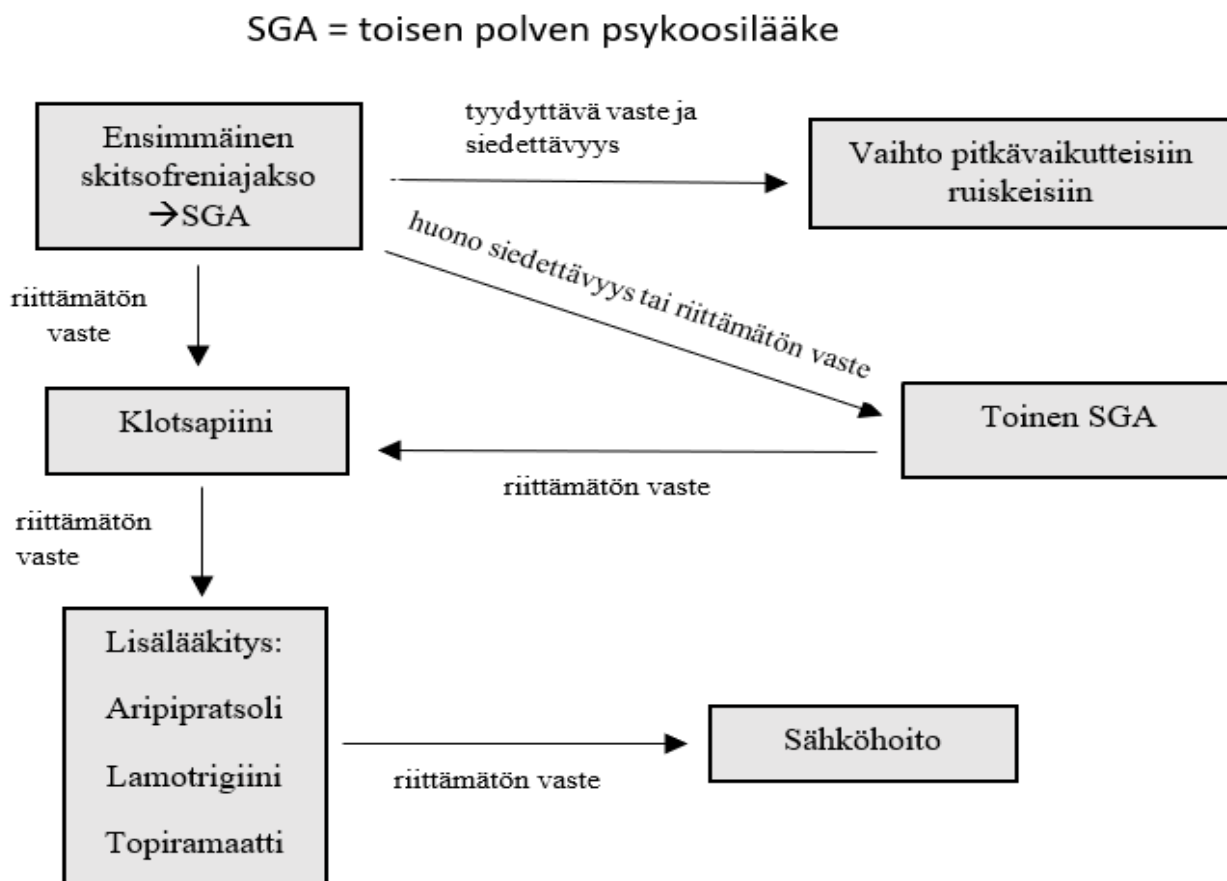 SGA = toisen polven psykoosilääke
Ensimmäinen
skitsofreniajakso
→SGA
tyydyttävä vaste ja
siedettävyys
Vaihto pitkävaikutteisiin
ruiskeisiin
huono siedettävyys tai riittämätön vaste
riittämätön
vaste
Klotsapiini
Toinen SGA
riittämätön vaste
riittämätön
vaste
Lisälääkitys:
Aripipratsoli
Lamotrigiini
Topiramaatti
riittämätön vaste
Sähköhoito